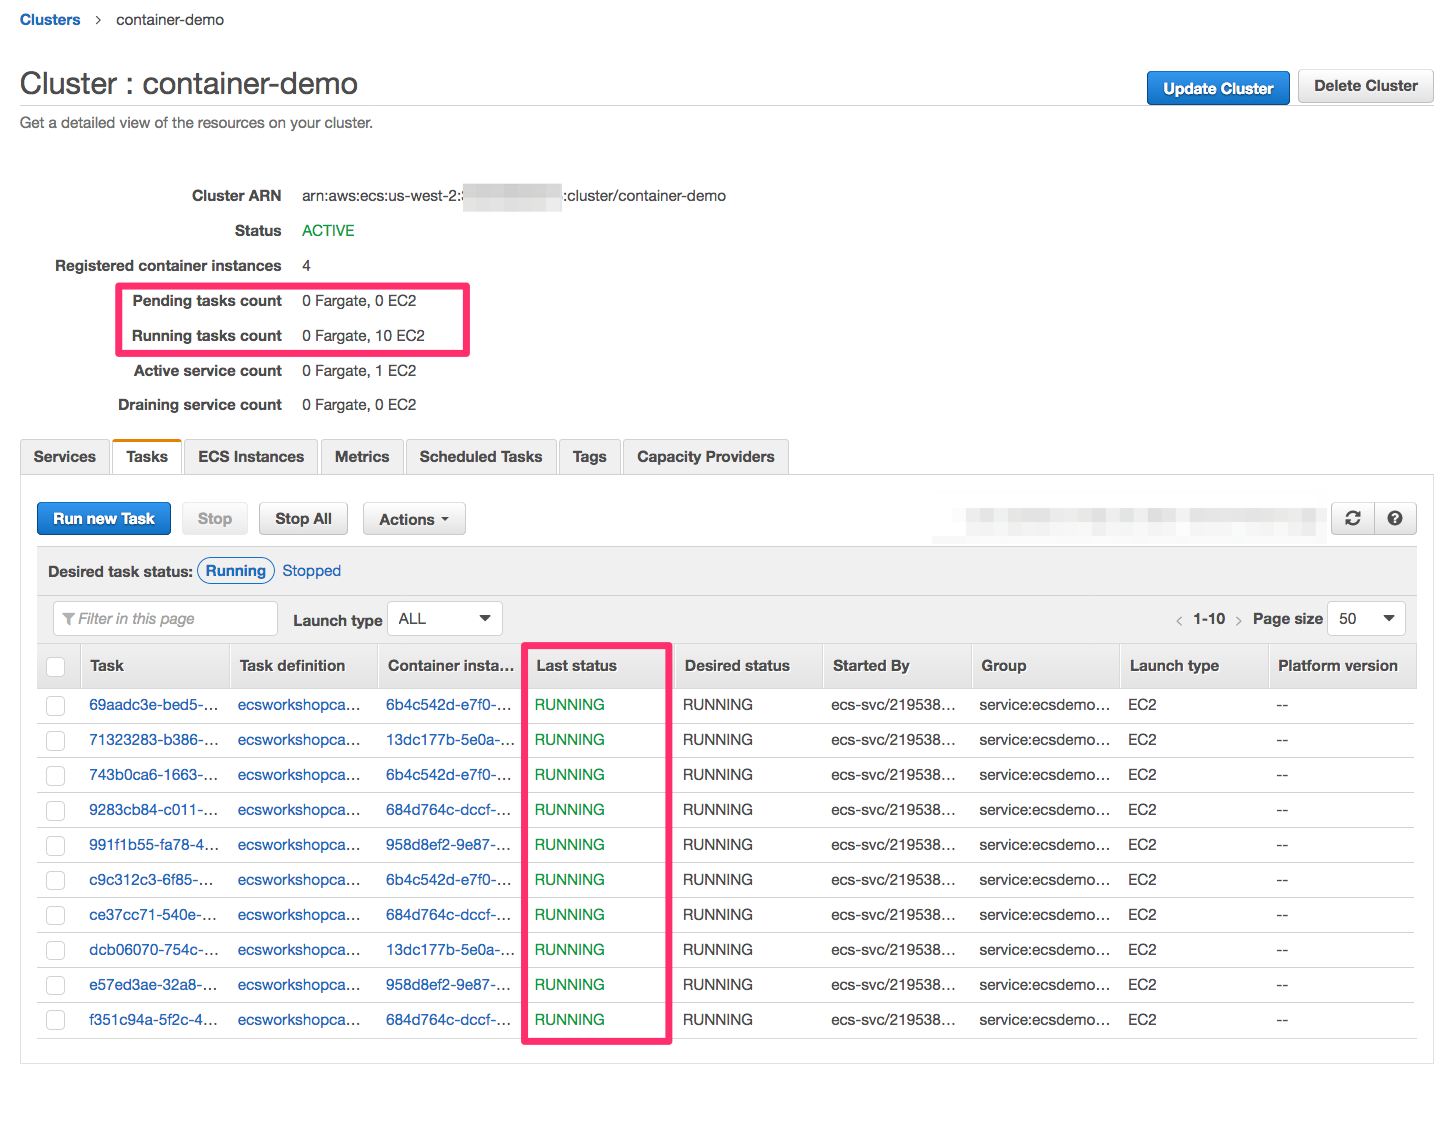 Clusters > container-demo
Cluster : container-demo
Update Cluster Delete Cluster
Get a detailed view of the resources on your cluster.
Cluster ARN arn:aws:ecs:us-west-2: :cluster/container-demo
Status ACTIVE
Registered container instances 4
Pending tasks count 0 Fargate, 0 EC2
Running tasks count 0 Fargate, 10 EC2
Active service count 0 Fargate, 1 EC2
Draining service count 0 Fargate, 0 EC2
Services Tasks ECS Instances Metrics Scheduled Tasks Tags Capacity Providers
Run new Task Stop Stop All Actions
Desired task status: Running Stopped
Filter in this page Launch type ALL < 1-10 > Page size 50
Task Task definition Container insta... Last status Desired status Started By Group Launch type Platform version
69aadc3e-bed5-... ecsworkshopca... 6b4c542d-e7f0-... RUNNING RUNNING ecs-svc/219538... service:ecsdemo... EC2 --
71323283-b386-... ecsworkshopca... 13dc177b-5e0a-... RUNNING RUNNING ecs-svc/219538... service:ecsdemo... EC2 --
743b0ca6-1663-... ecsworkshopca... 6b4c542d-e7f0-... RUNNING RUNNING ecs-svc/219538... service:ecsdemo... EC2 --
9283cb84-c011-... ecsworkshopca... 684d764c-dccf-... RUNNING RUNNING ecs-svc/219538... service:ecsdemo... EC2 --
991f1b55-fa78-4... ecsworkshopca... 958d8ef2-9e87-... RUNNING RUNNING ecs-svc/219538... service:ecsdemo... EC2 --
c9c312c3-6f85-... ecsworkshopca... 6b4c542d-e7f0-... RUNNING RUNNING ecs-svc/219538... service:ecsdemo... EC2 --
ce37cc71-540e-... ecsworkshopca... 684d764c-dccf-... RUNNING RUNNING ecs-svc/219538... service:ecsdemo... EC2 --
dcb06070-754c-... ecsworkshopca... 13dc177b-5e0a-... RUNNING RUNNING ecs-svc/219538... service:ecsdemo... EC2 --
e57ed3ae-32a8-... ecsworkshopca... 958d8ef2-9e87-... RUNNING RUNNING ecs-svc/219538... service:ecsdemo... EC2 --
f351c94a-5f2c-4... ecsworkshopca... 684d764c-dccf-... RUNNING RUNNING ecs-svc/219538... service:ecsdemo... EC2 --